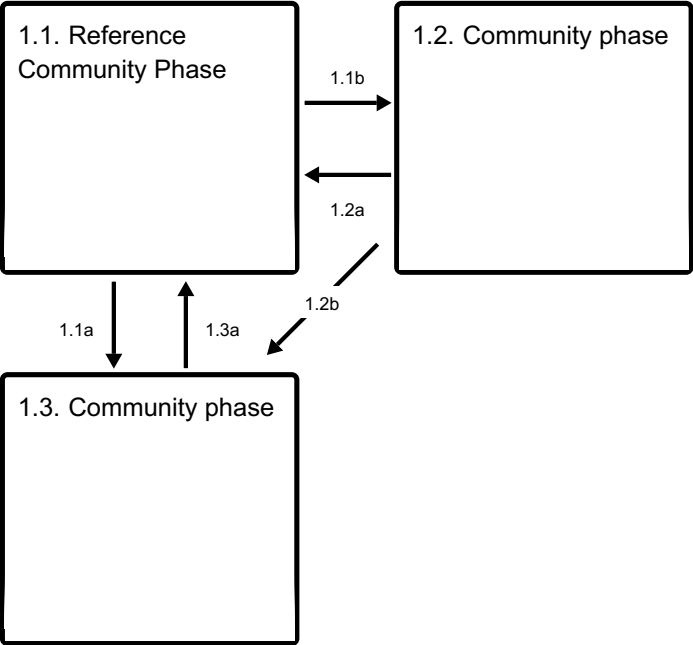 1.1. Reference
Community Phase
1.2. Community phase
1.1b
1.2a
1.2b
1.1a
1.3a
1.3. Community phase